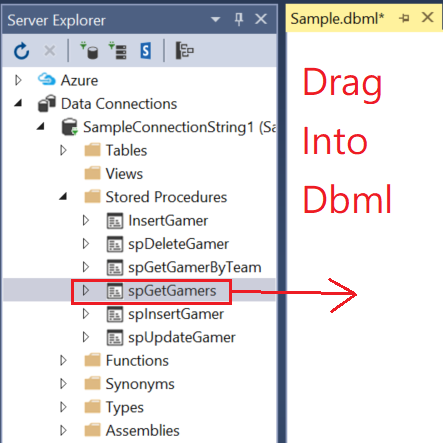 Server Explorer
Sample.dbml*
Azure
Data Connections
SampleConnectionString1 (Sa
Tables
Views
Stored Procedures
InsertGamer
spDeleteGamer
spGetGamerByTeam
spGetGamers
spInsertGamer
spUpdateGamer
Functions
Synonyms
Types
Assemblies
Drag
Into
Dbml